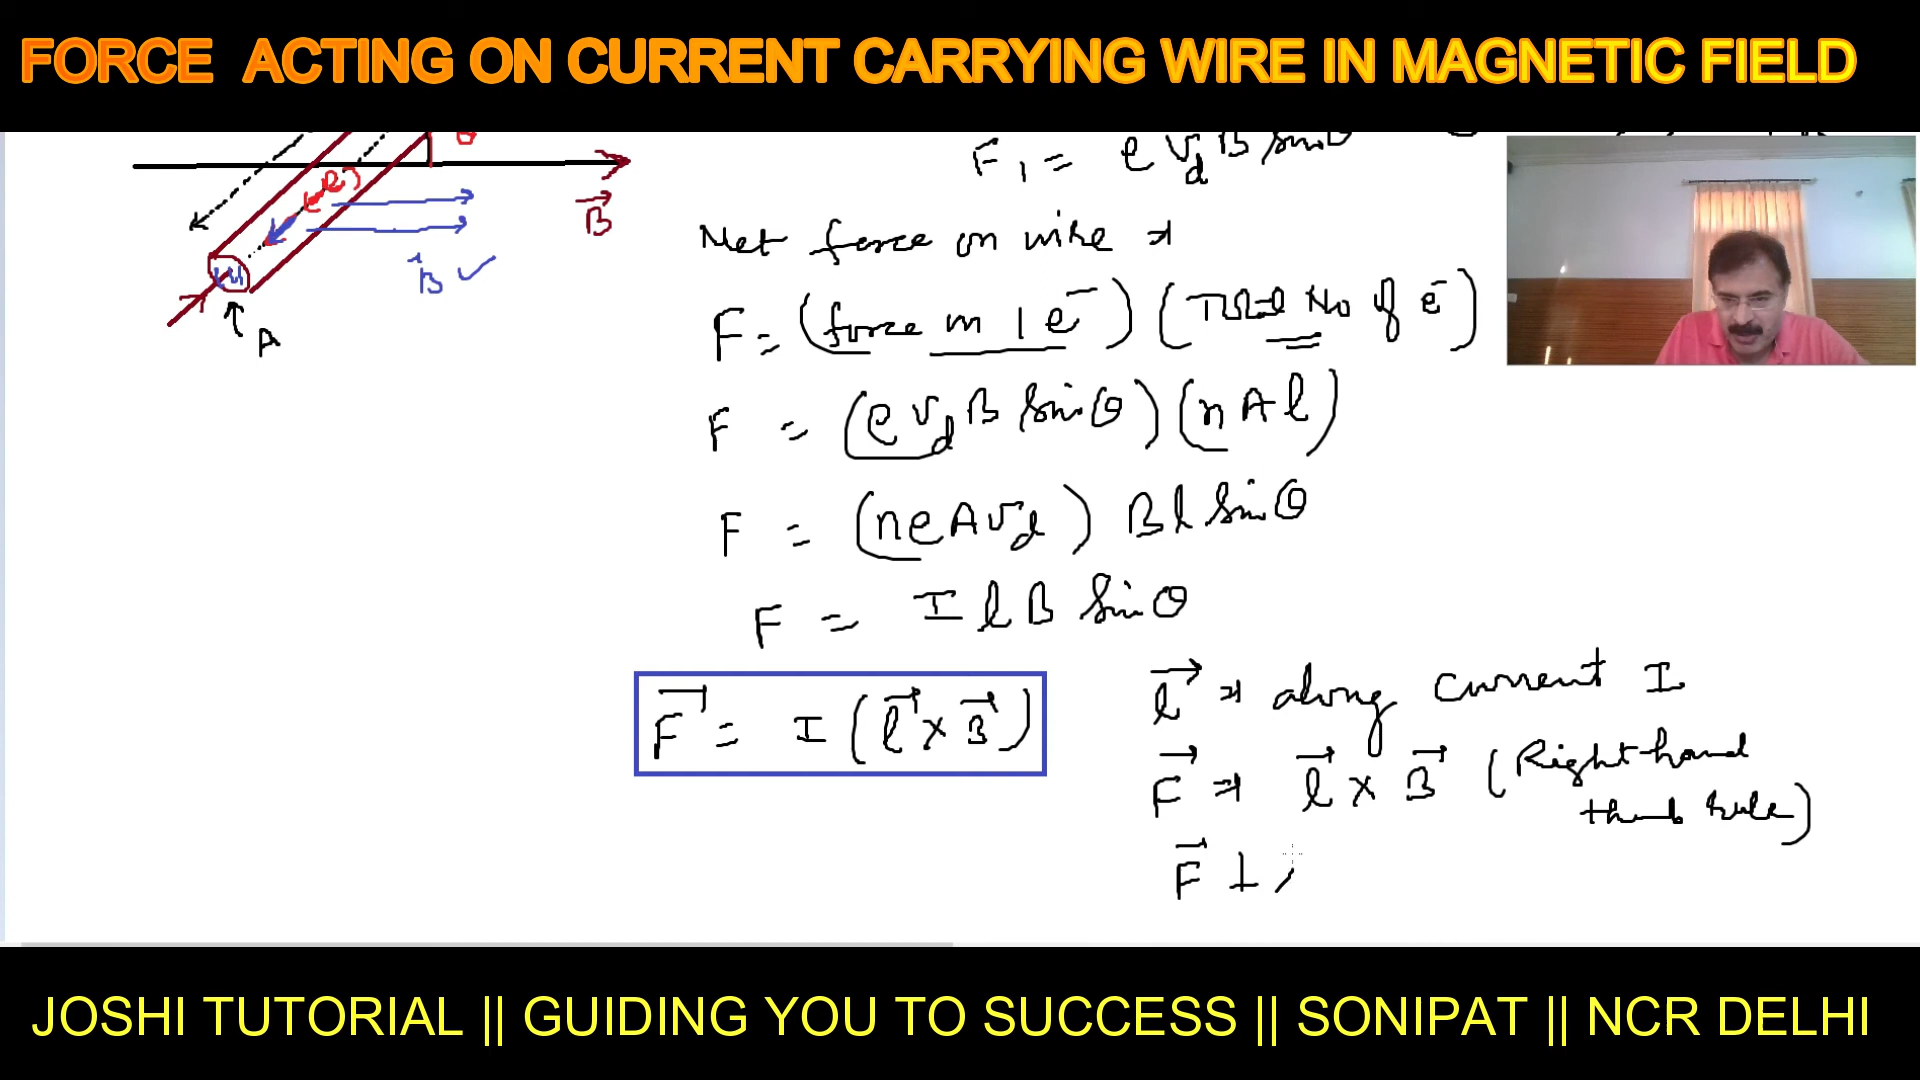 FORCE ACTING ON CURRENT CARRYING WIRE IN MAGNETIC FIELD
θ
F₁ = e v_d B sinθ
e⁻
B⃗
B⃗ ✓
A
Net force on wire ⇒
F = (force on 1 e⁻) (Total No of e⁻)
F = (e v_d B sinθ) (n A l)
F = (neAv_d) Bl sinθ
F = I l B sinθ
F⃗ = I (l⃗ × B⃗)
l⃗ ⇒ along current I
F⃗ ⇒ l⃗ × B⃗ (Right hand
thumb rule)
F⃗ ⊥
JOSHI TUTORIAL || GUIDING YOU TO SUCCESS || SONIPAT || NCR DELHI